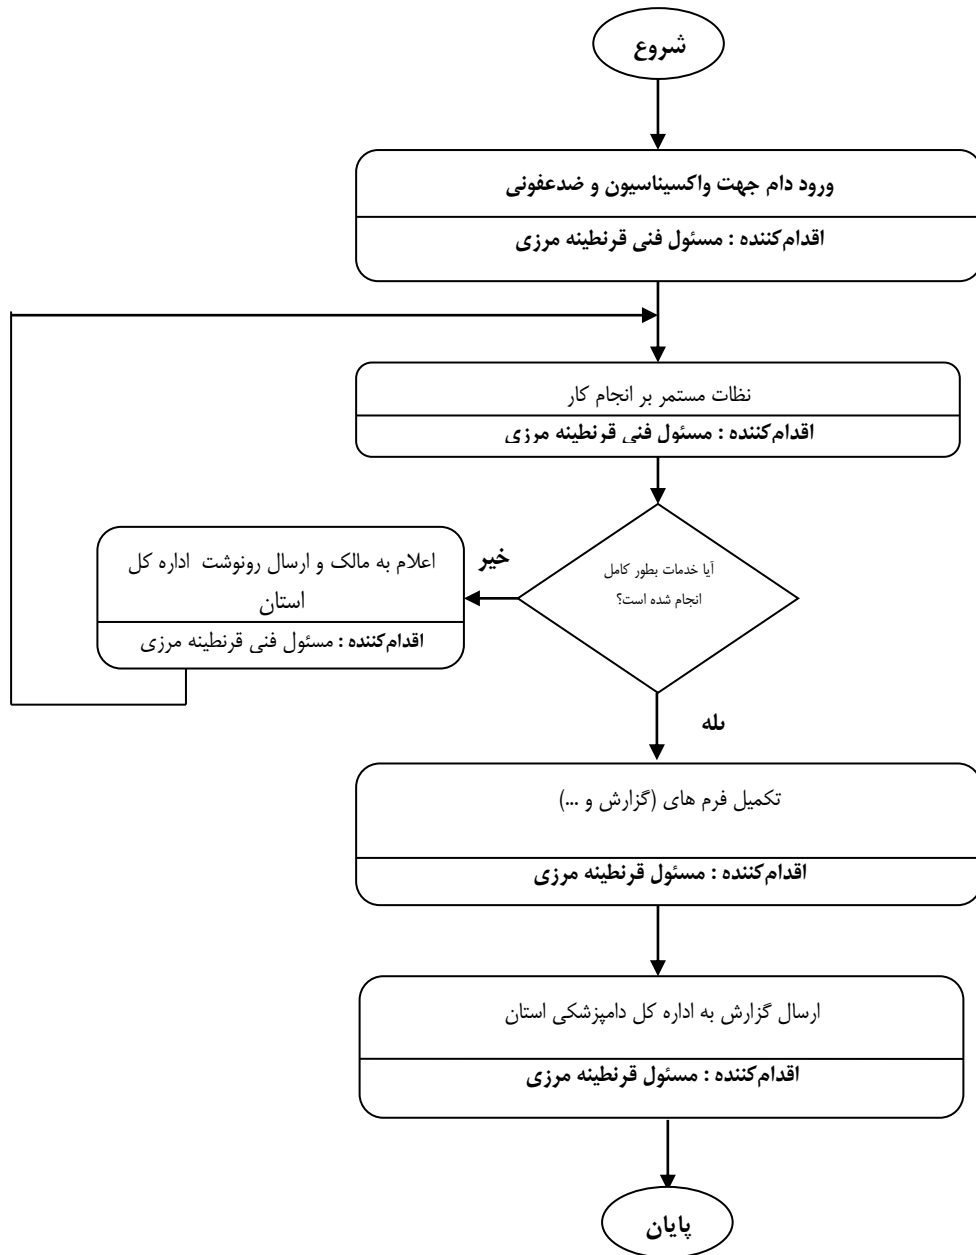 شروع
ورود دام جهت واکسیناسیون و ضدعفونی
اقدام‌کننده : مسئول فنی قرنطینه مرزی
نظات مستمر بر انجام کار
اقدام‌کننده : مسئول فنی قرنطینه مرزی
آیا خدمات بطور کامل
انجام شده است؟
خیر
اعلام به مالک و ارسال رونوشت اداره کل
استان
اقدام‌کننده : مسئول فنی قرنطینه مرزی
بله
تکمیل فرم های (گزارش و ...)
اقدام‌کننده : مسئول قرنطینه مرزی
ارسال گزارش به اداره کل دامپزشکی استان
اقدام‌کننده : مسئول قرنطینه مرزی
پایان